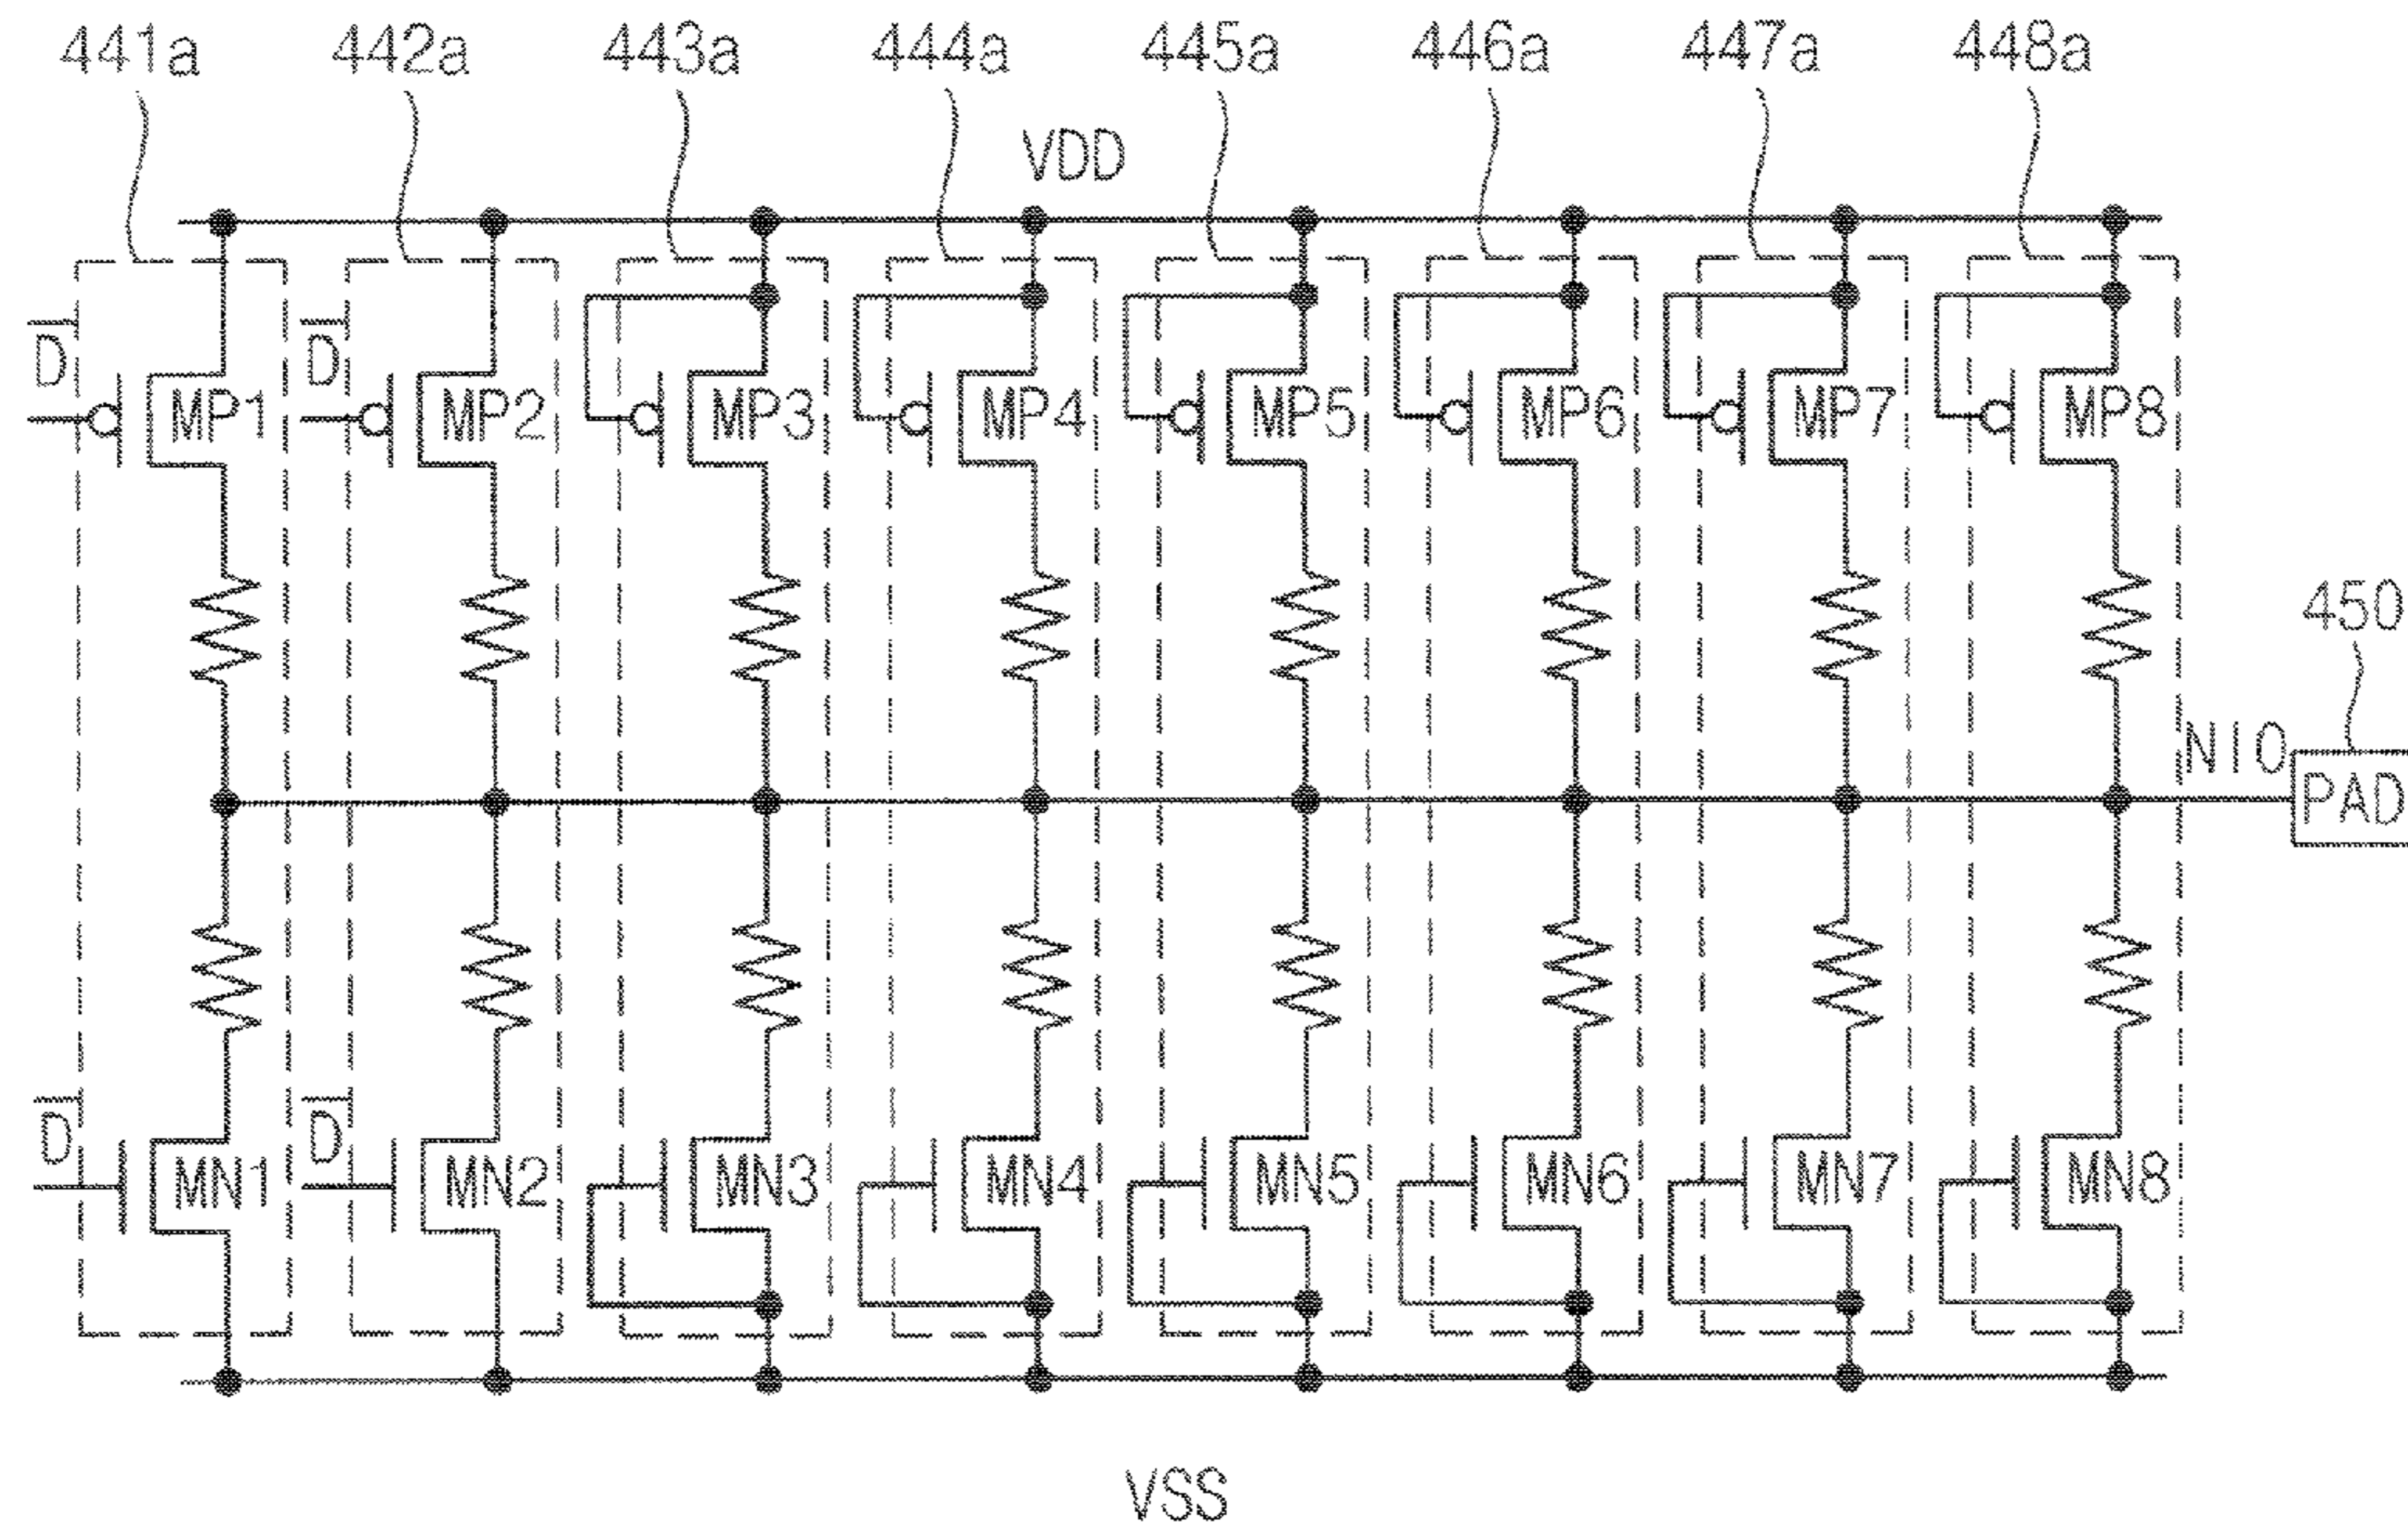 441a 442a 443a 444a 445a 446a 447a 448a
VDD
D̅ D̅
MP1 MP2 MP3 MP4 MP5 MP6 MP7 MP8
450
NIO
PAD
D̅ D̅
MN1 MN2 MN3 MN4 MN5 MN6 MN7 MN8
VSS